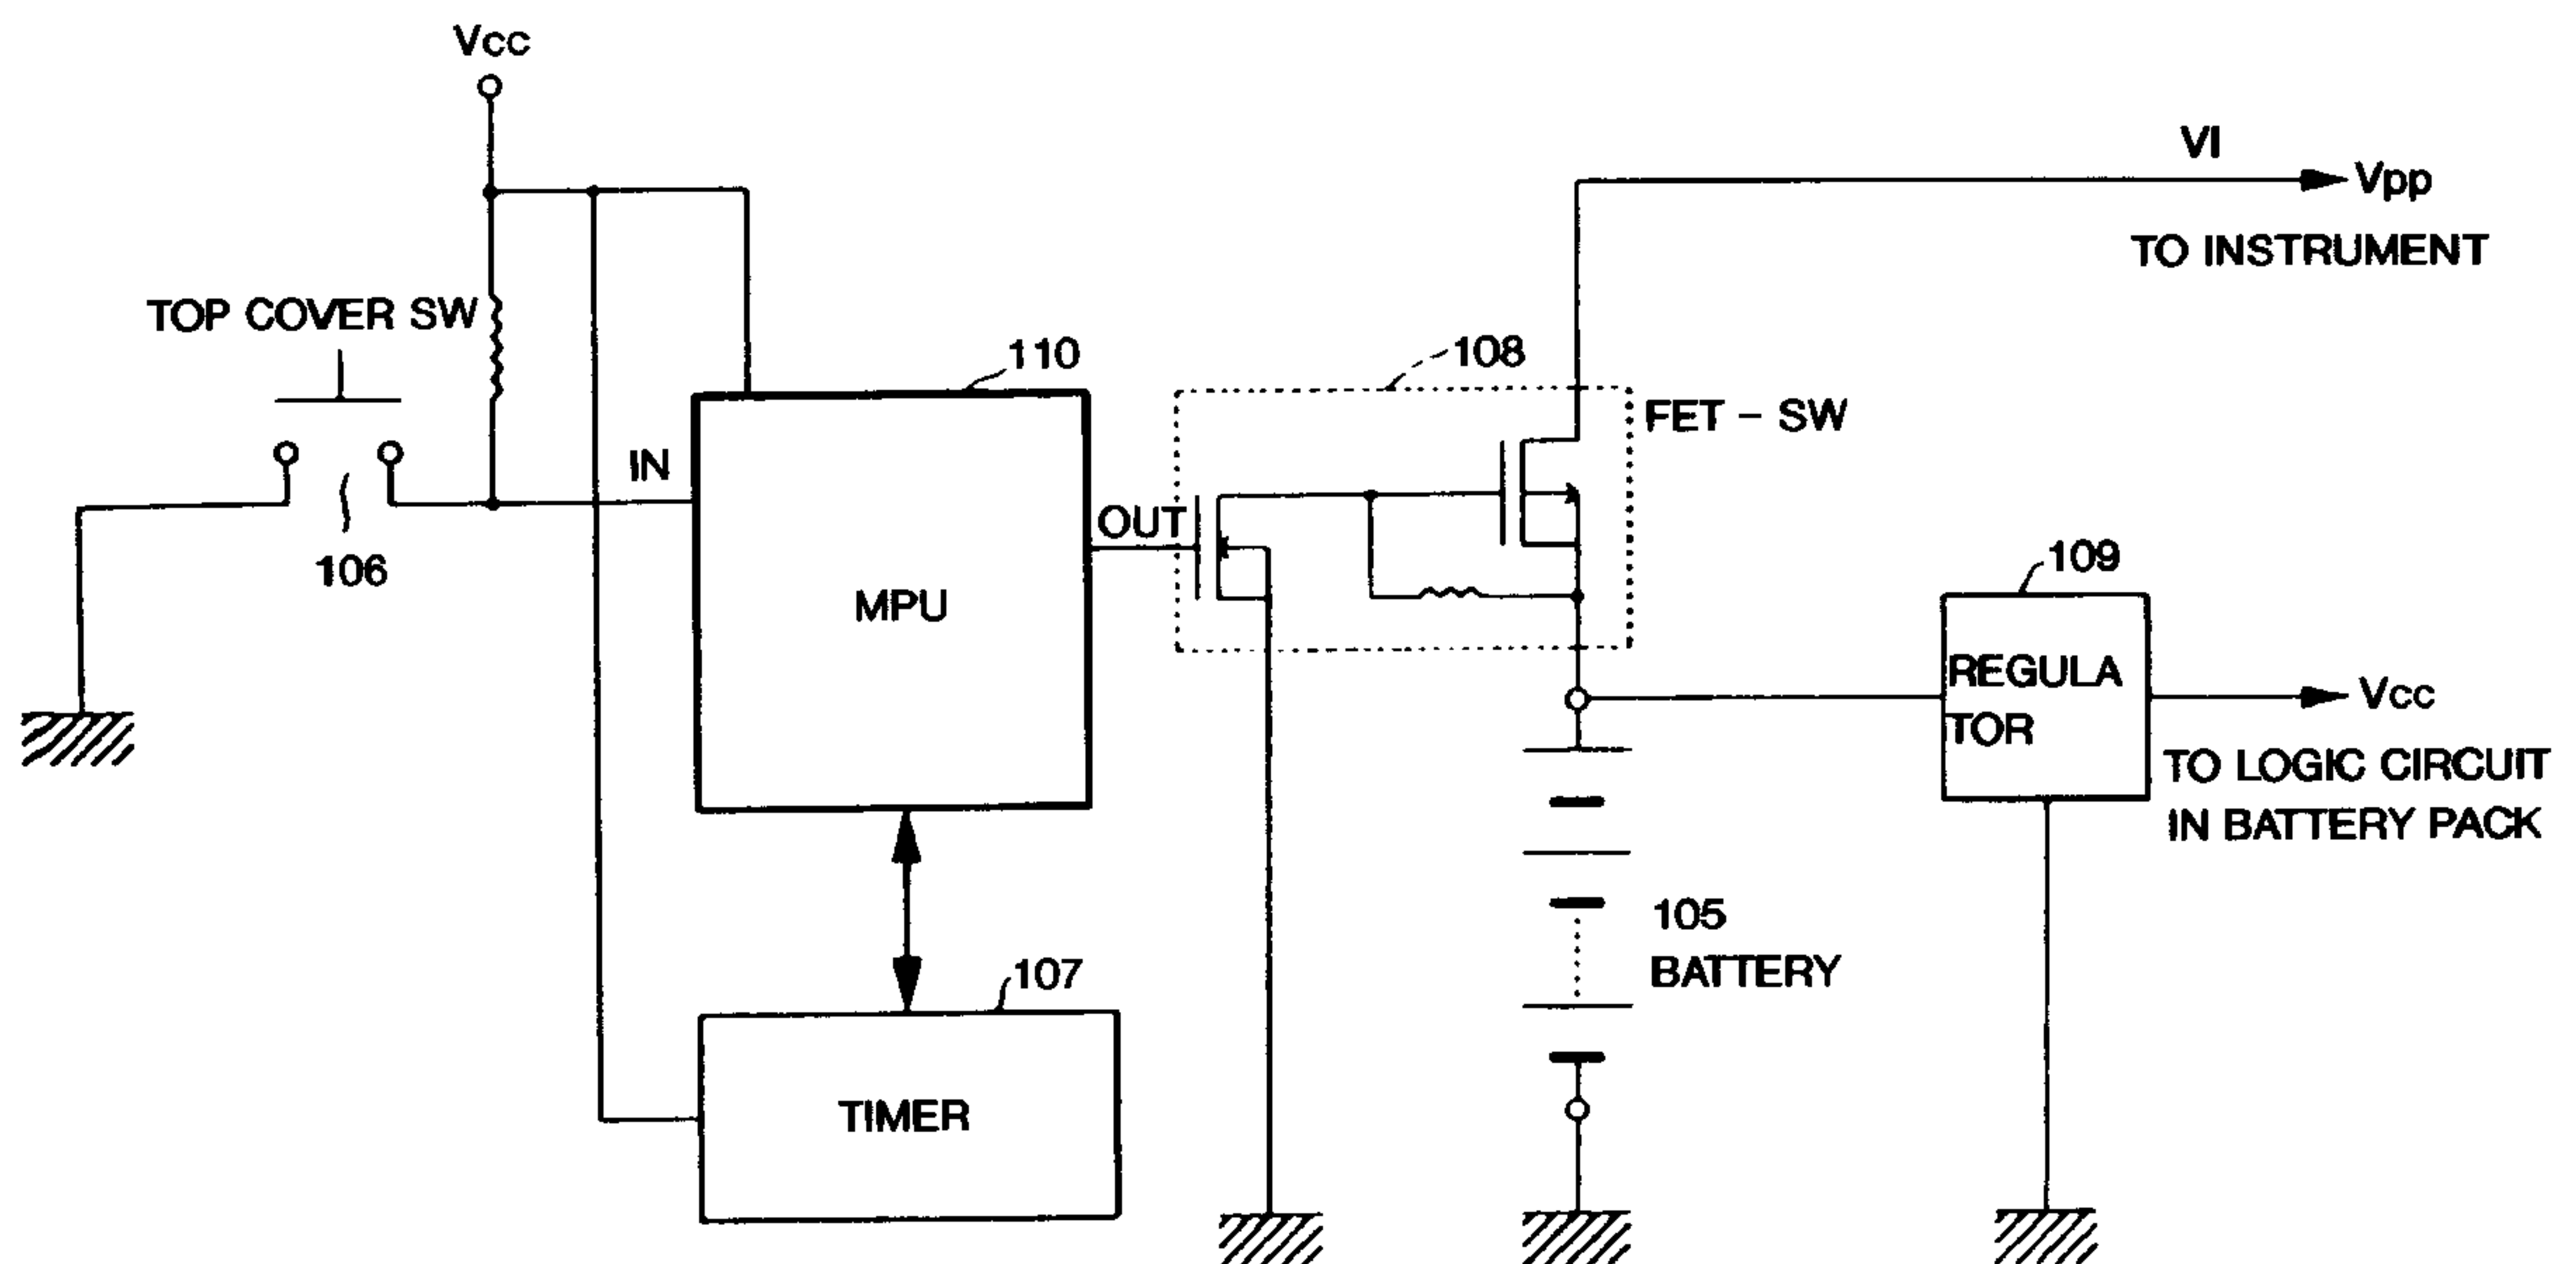 Vcc
VI
Vpp
TO INSTRUMENT
TOP COVER SW
110
108
FET - SW
IN
OUT
106
MPU
109
REGULA
TOR
Vcc
TO LOGIC CIRCUIT
IN BATTERY PACK
105
BATTERY
107
TIMER